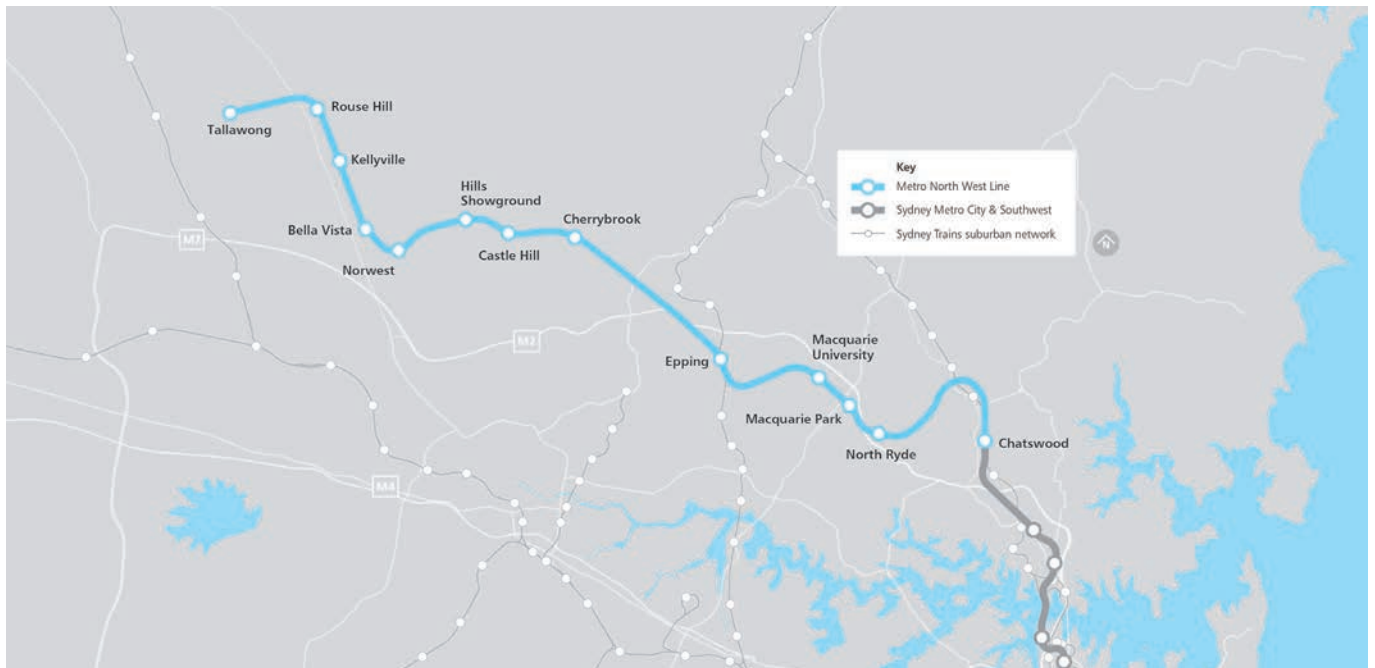 Rouse Hill
Tallawong
Kellyville
Hills
Showground
Cherrybrook
Bella Vista
M7
Castle Hill
Norwest
Key
Metro North West Line
Sydney Metro City & Southwest
Sydney Trains suburban network
N
M2
Macquarie
University
Epping
Macquarie Park
North Ryde
Chatswood
M4